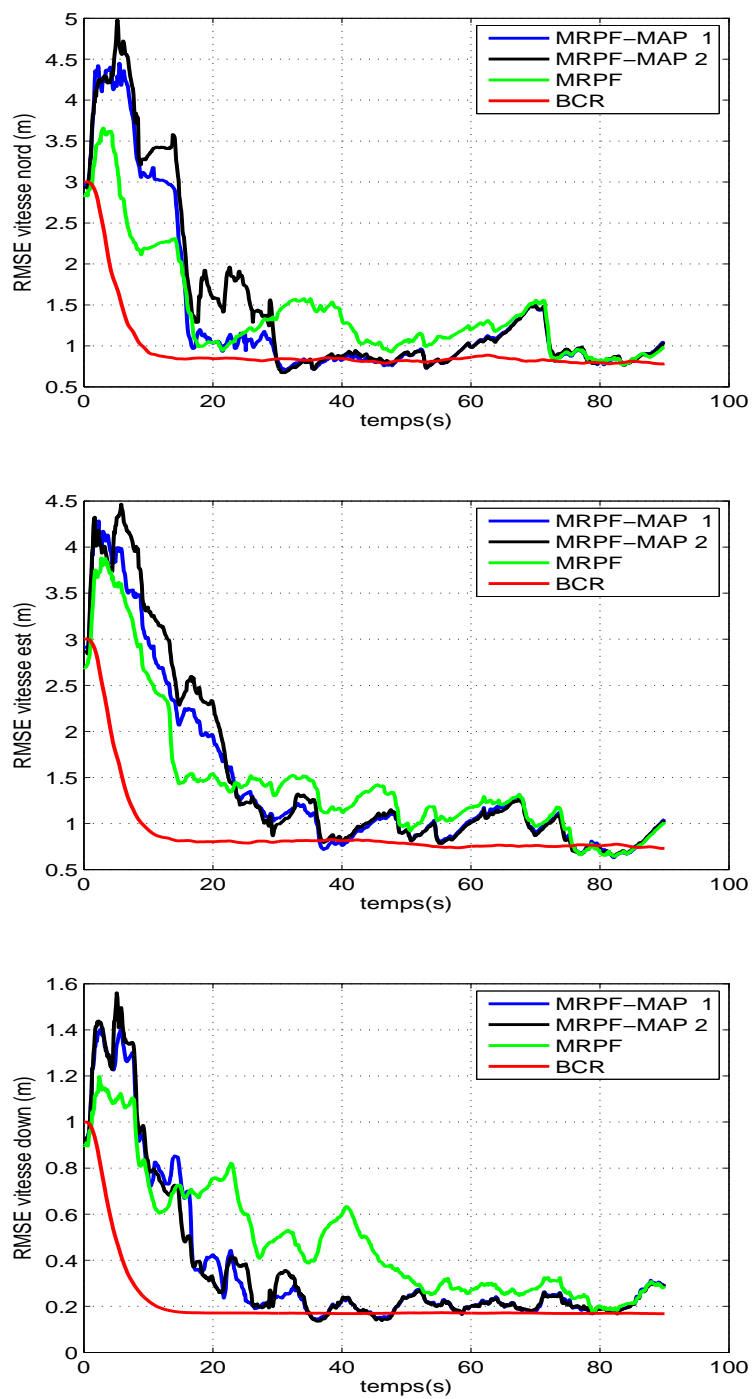 5
4.5
4
3.5
3
2.5
2
1.5
1
0.5
RMSE vitesse nord (m)
MRPF−MAP 1
MRPF−MAP 2
MRPF
BCR
0 20 40 60 80 100
temps(s)
4.5
4
3.5
3
2.5
2
1.5
1
0.5
RMSE vitesse est (m)
MRPF−MAP 1
MRPF−MAP 2
MRPF
BCR
0 20 40 60 80 100
temps(s)
1.6
1.4
1.2
1
0.8
0.6
0.4
0.2
0
RMSE vitesse down (m)
MRPF−MAP 1
MRPF−MAP 2
MRPF
BCR
0 20 40 60 80 100
temps(s)